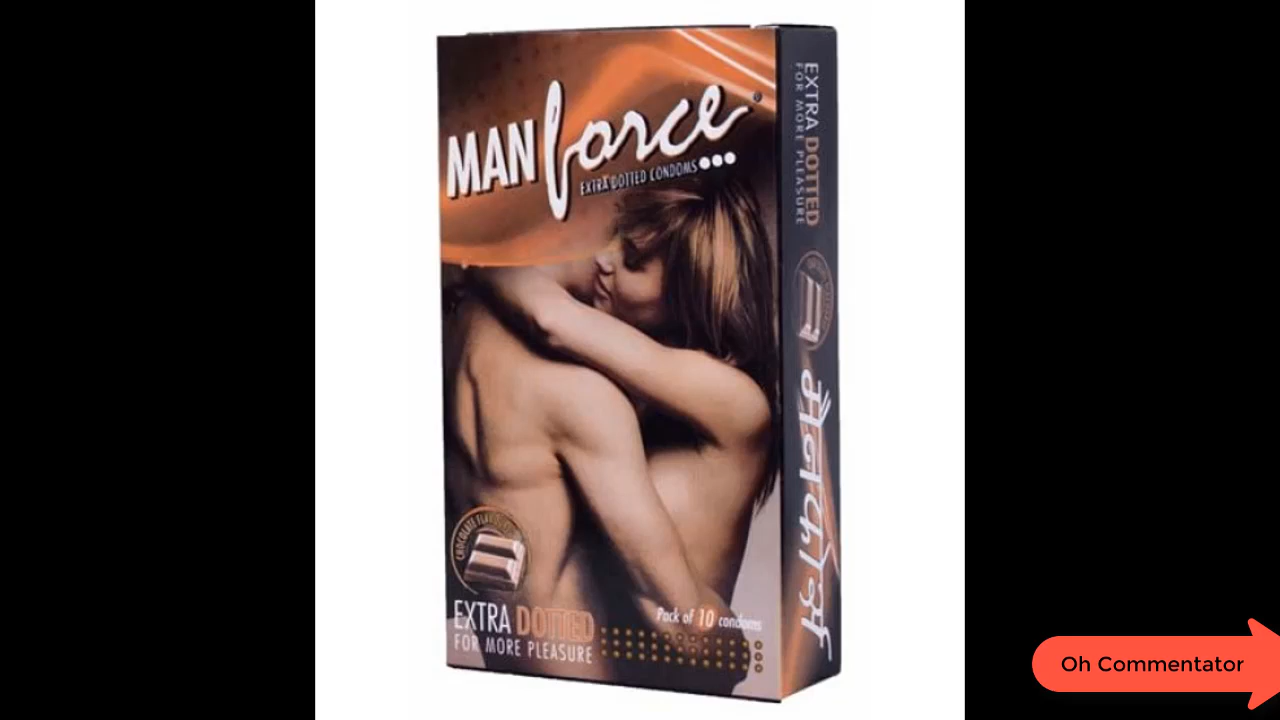 MANforce
EXTRA DOTTED CONDOMS
CHOCOLATE
EXTRA DOTTED
FOR MORE PLEASURE
Pack of 10 condoms
EXTRA DOTTED
FOR MORE PLEASURE
Oh Commentator